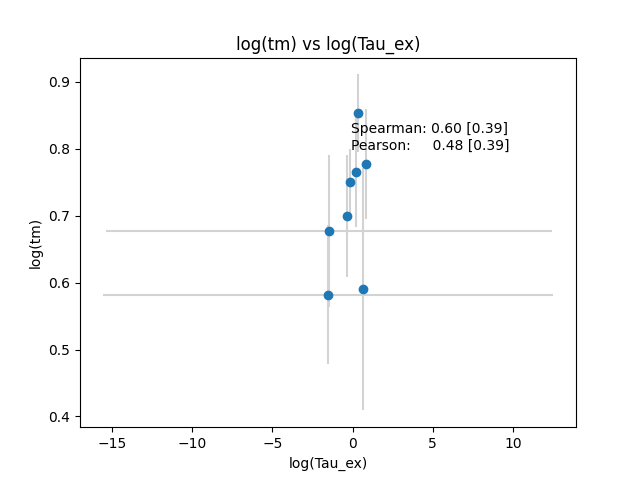 log(tm) vs log(Tau_ex)
0.9
0.8
0.7
0.6
0.5
0.4
Spearman: 0.60 [0.39]
Pearson: 0.48 [0.39]
log(tm)
−15
−10
−5
0
5
10
log(Tau_ex)